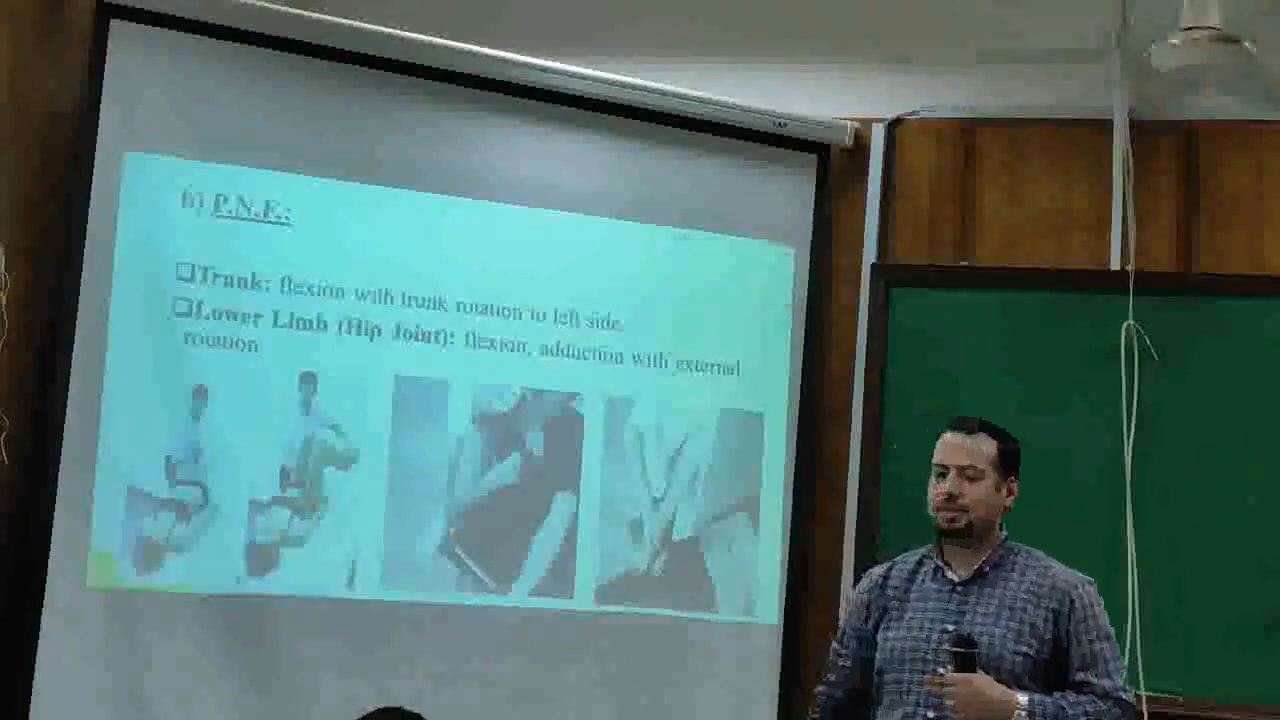 b) P.N.F.:
❑Trunk: flexion with trunk rotation to left side.
❑Lower Limb (Hip Joint): flexion, adduction with external
rotation